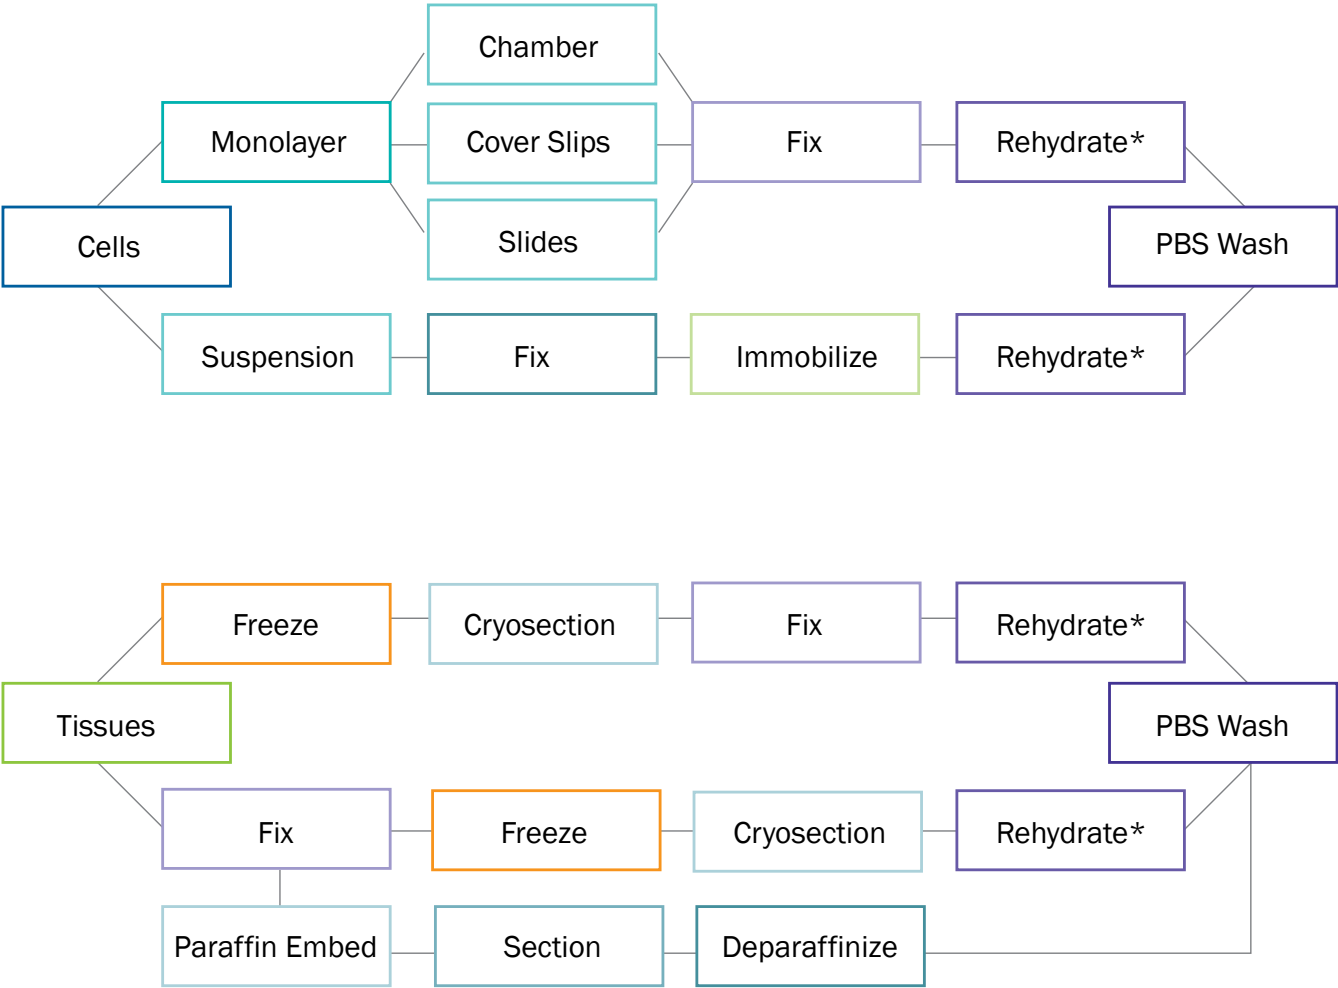 Chamber
Monolayer
Cover Slips
Fix
Rehydrate*
Cells
Slides
PBS Wash
Suspension
Fix
Immobilize
Rehydrate*
Freeze
Cryosection
Fix
Rehydrate*
Tissues
PBS Wash
Fix
Freeze
Cryosection
Rehydrate*
Paraffin Embed
Section
Deparaffinize